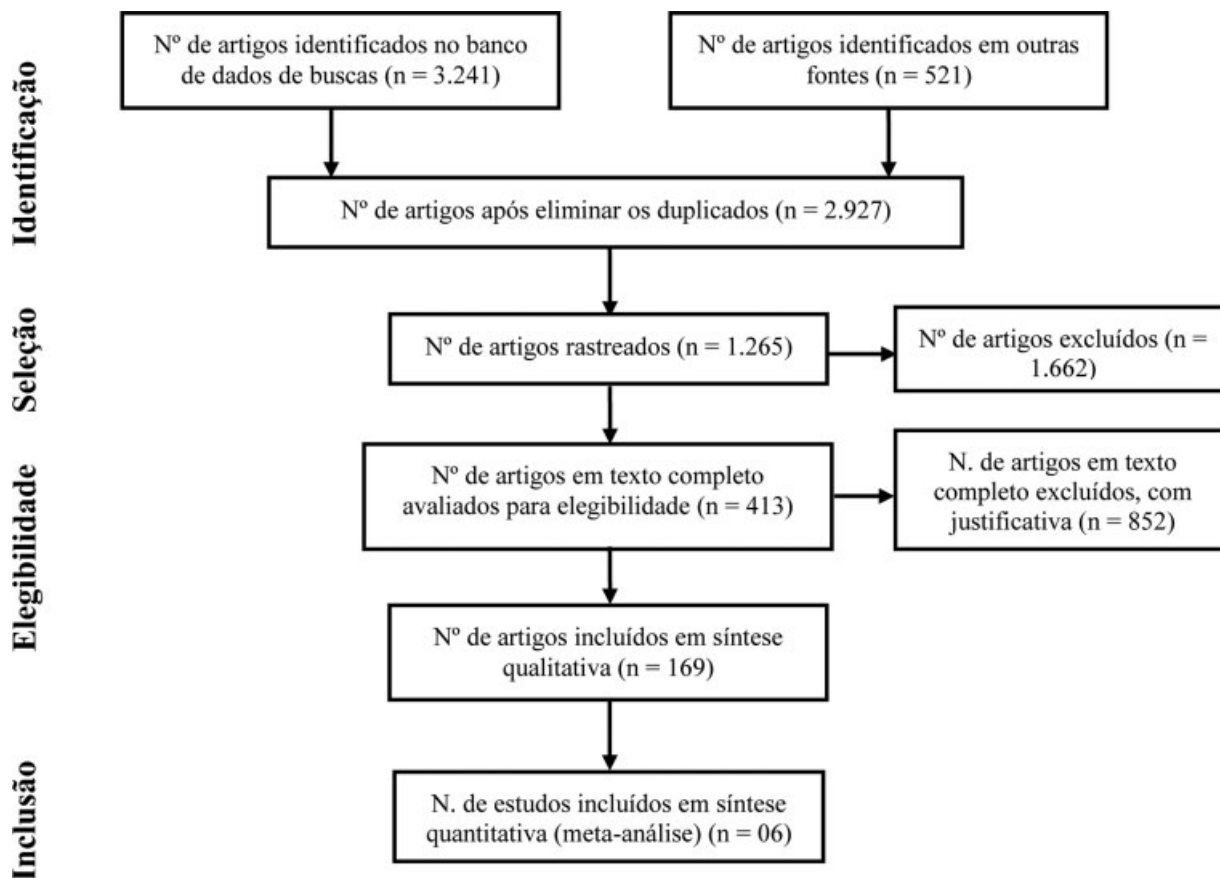 Identificação
Nº de artigos identificados no banco
de dados de buscas (n = 3.241)
Nº de artigos identificados em outras
fontes (n = 521)
Nº de artigos após eliminar os duplicados (n = 2.927)
Seleção
Nº de artigos rastreados (n = 1.265)
Nº de artigos excluídos (n =
1.662)
Elegibilidade
Nº de artigos em texto completo
avaliados para elegibilidade (n = 413)
N. de artigos em texto
completo excluídos, com
justificativa (n = 852)
Nº de artigos incluídos em síntese
qualitativa (n = 169)
Inclusão
N. de estudos incluídos em síntese
quantitativa (meta-análise) (n = 06)